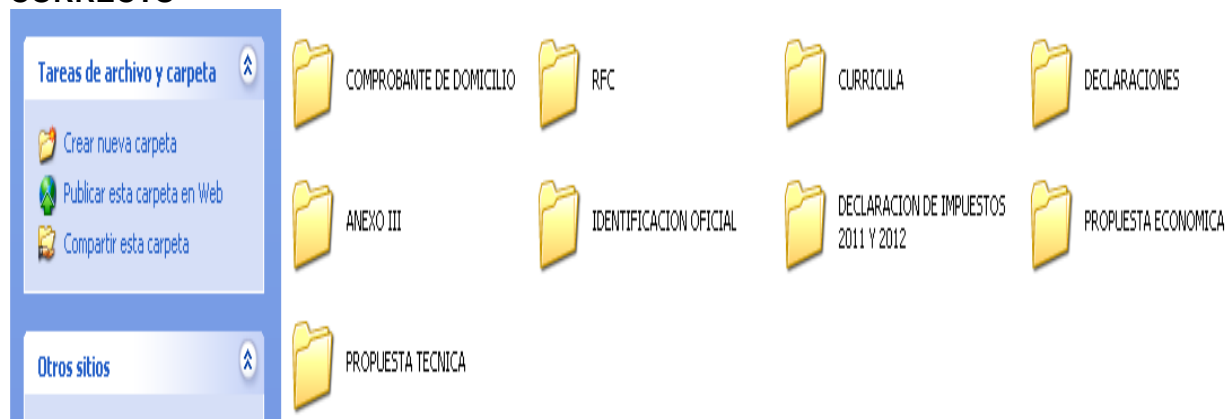 CORRECTO
Tareas de archivo y carpeta
Crear nueva carpeta
Publicar esta carpeta en Web
Compartir esta carpeta
Otros sitios
COMPROBANTE DE DOMICILIO
RFC
CURRICULA
DECLARACIONES
ANEXO III
IDENTIFICACION OFICIAL
DECLARACION DE IMPUESTOS
2011 Y 2012
PROPUESTA ECONOMICA
PROPUESTA TECNICA